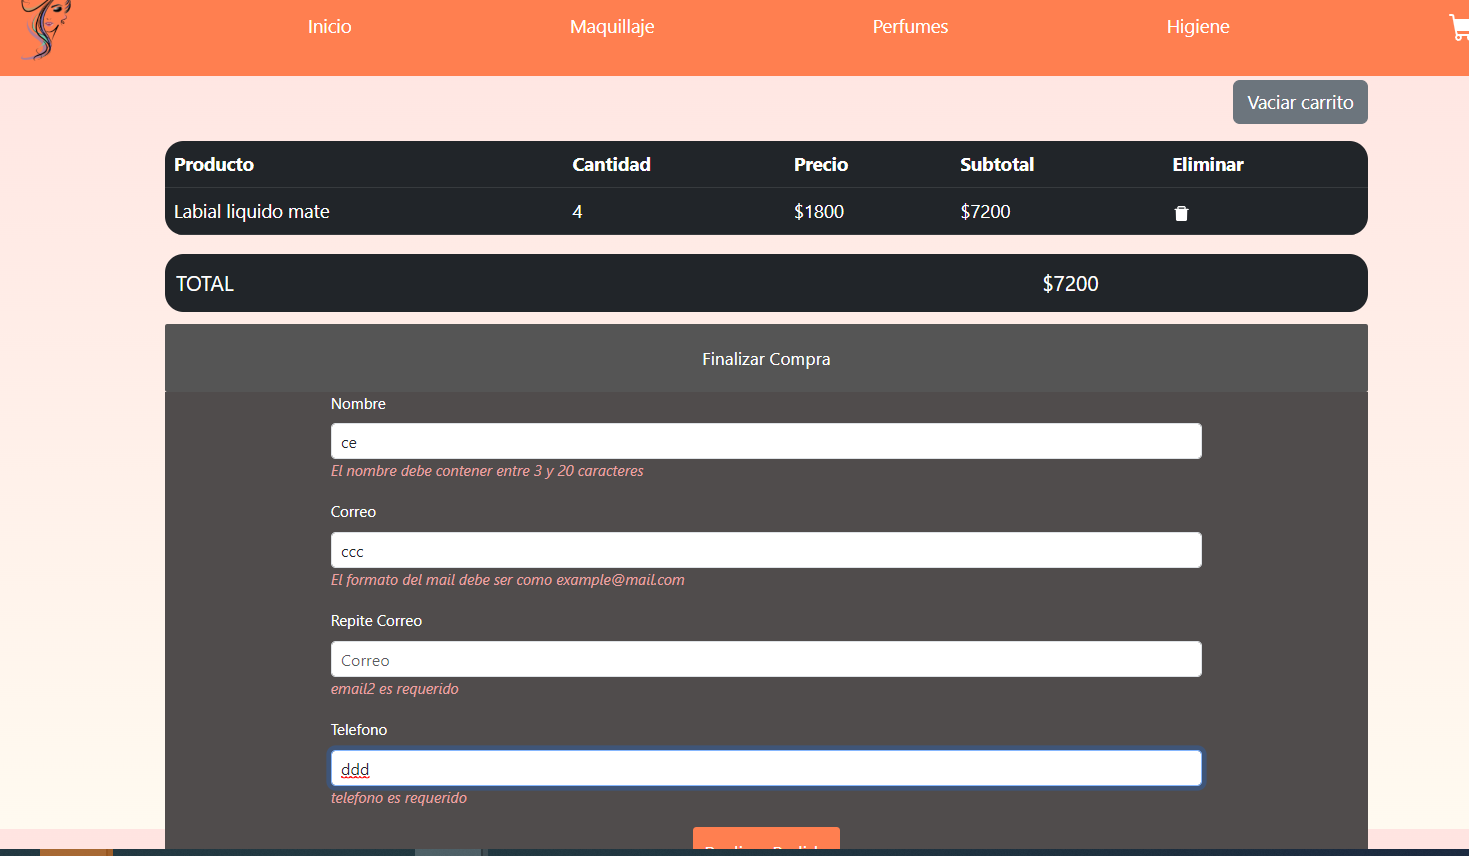 Inicio Maquillaje Perfumes Higiene
Vaciar carrito
Producto Cantidad Precio Subtotal Eliminar
Labial liquido mate 4 $1800 $7200
TOTAL $7200
Finalizar Compra
Nombre
ce
El nombre debe contener entre 3 y 20 caracteres
Correo
ccc
El formato del mail debe ser como example@mail.com
Repite Correo
Correo
email2 es requerido
Telefono
ddd
telefono es requerido